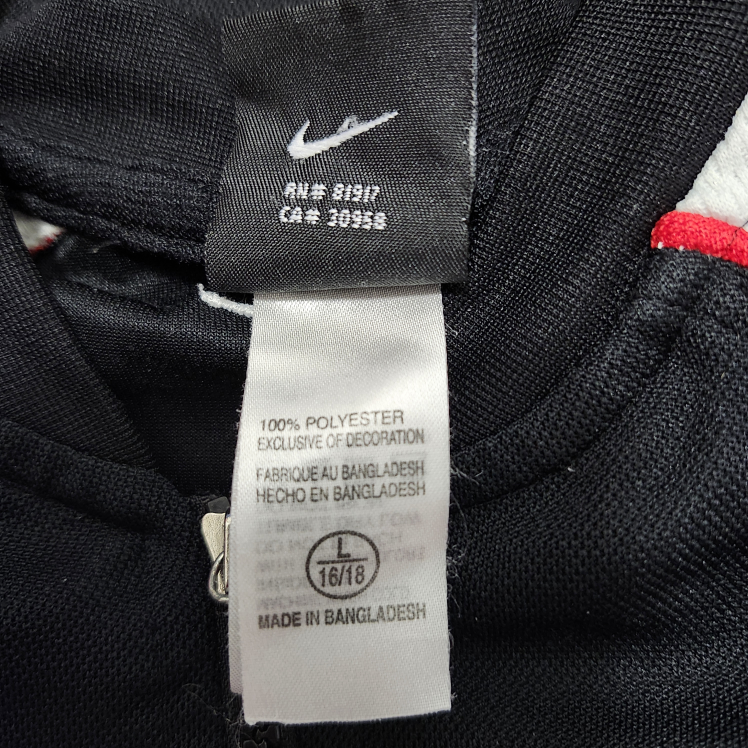 RN# 81917
CA# 30958
100% POLYESTER
EXCLUSIVE OF DECORATION
FABRIQUE AU BANGLADESH
HECHO EN BANGLADESH
L
16/18
MADE IN BANGLADESH